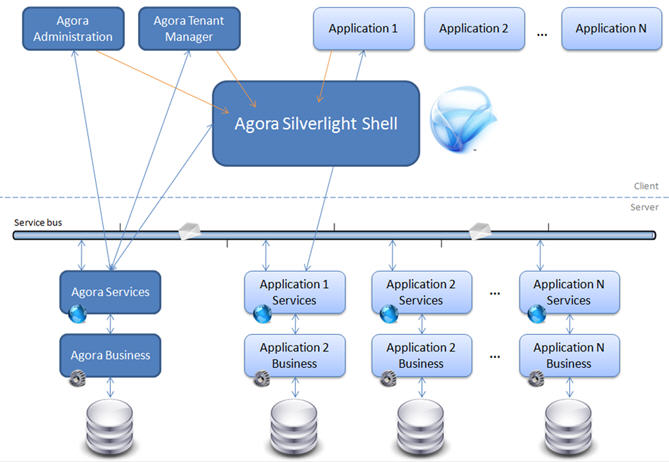 Agora
Administration
Agora Tenant
Manager
Application 1
Application 2
...
Application N
Agora Silverlight Shell
Client
Server
Service bus
Agora Services
Application 1
Services
Application 2
Services
...
Application N
Services
Agora Business
Application 2
Business
Application 2
Business
...
Application N
Business